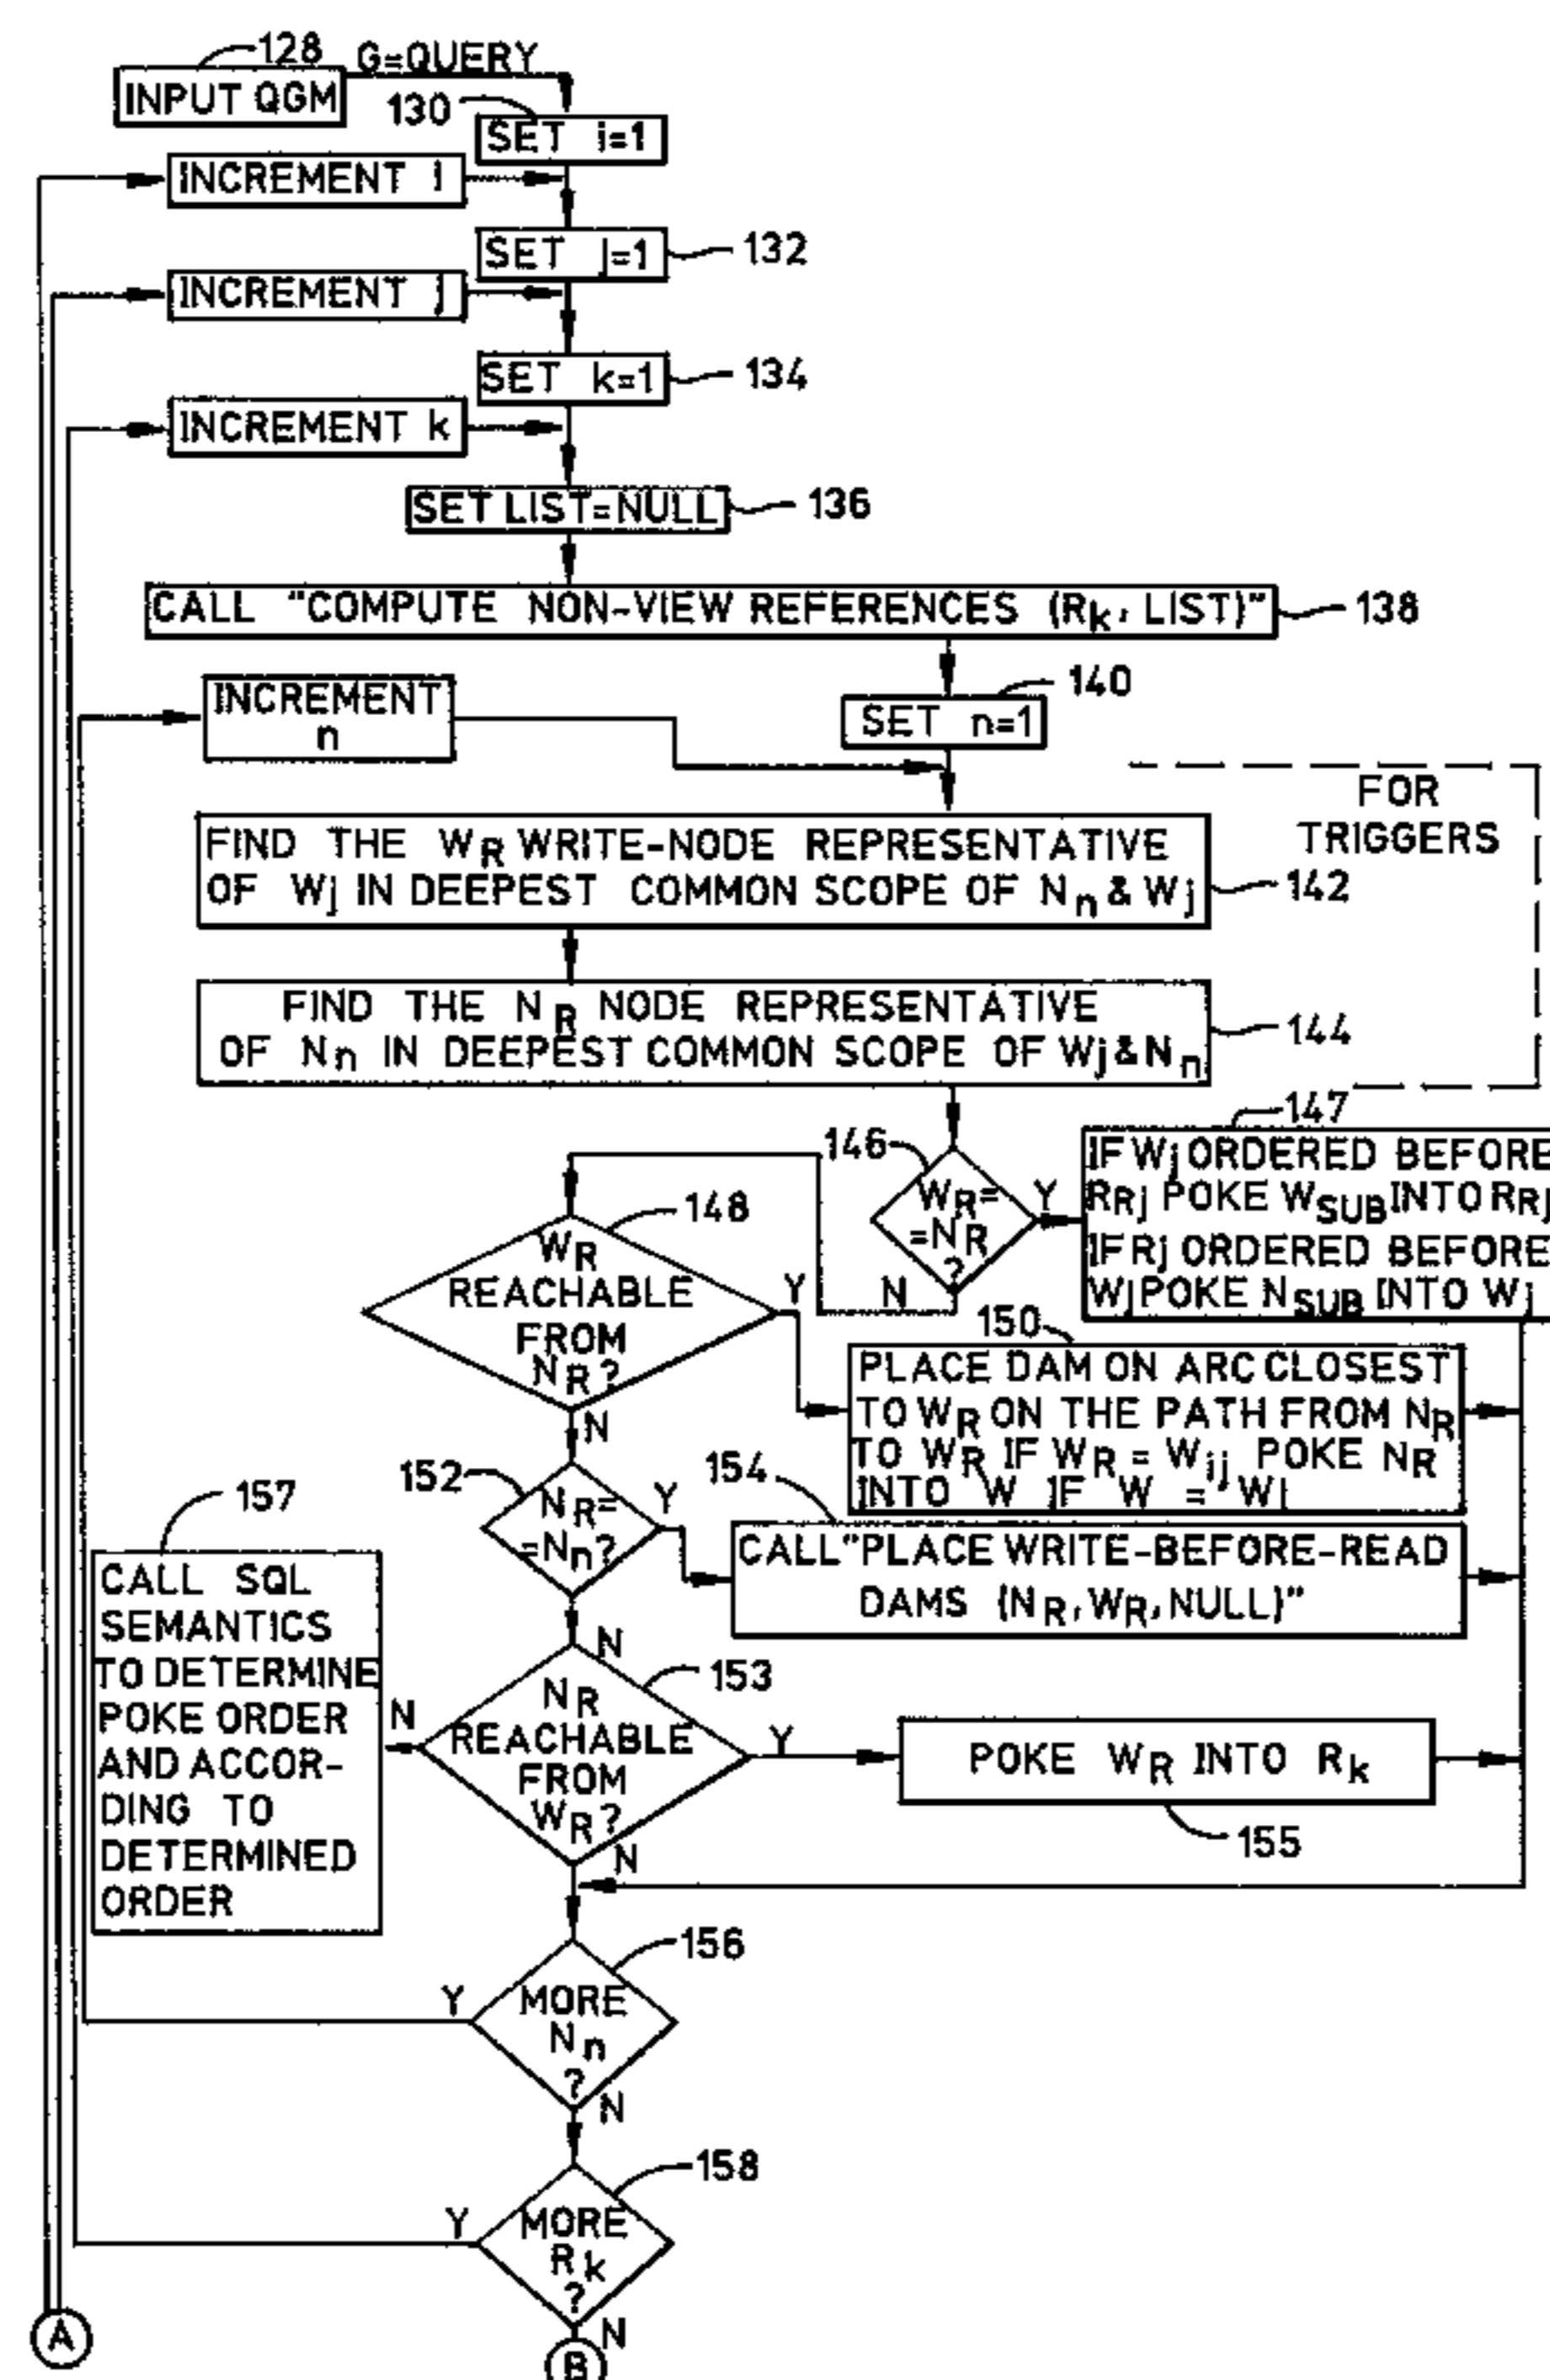 128
G=QUERY
INPUT QGM
130
SET i=1
INCREMENT i
SET j=1
132
INCREMENT j
SET k=1
134
INCREMENT k
SET LIST=NULL
136
CALL "COMPUTE NON-VIEW REFERENCES (Rk, LIST)"
138
140
INCREMENT
n
SET n=1
FOR
TRIGGERS
FIND THE WR WRITE-NODE REPRESENTATIVE
OF Wj IN DEEPEST COMMON SCOPE OF Nn & Wj
142
FIND THE NR NODE REPRESENTATIVE
OF Nn IN DEEPEST COMMON SCOPE OF Wj & Nn
144
147
146
WR=
=NR
?
Y
N
IF Wj ORDERED BEFORE
RRj POKE WSUB INTO RRj
IF Rj ORDERED BEFORE
Wj POKE NSUB INTO Wj
148
WR
REACHABLE
FROM
NR?
Y
N
150
PLACE DAM ON ARC CLOSEST
TO WR ON THE PATH FROM NR
TO WR IF WR = Wij POKE NR
INTO W IF W = Wj
152
NR=
=Nn?
Y
N
154
CALL "PLACE WRITE-BEFORE-READ
DAMS (NR, WR, NULL)"
157
CALL SQL
SEMANTICS
TO DETERMINE
POKE ORDER
AND ACCOR-
DING TO
DETERMINED
ORDER
153
N
NR
REACHABLE
FROM
WR?
Y
N
POKE WR INTO Rk
155
156
Y
MORE
Nn
?
N
158
Y
MORE
Rk
?
N
A
B